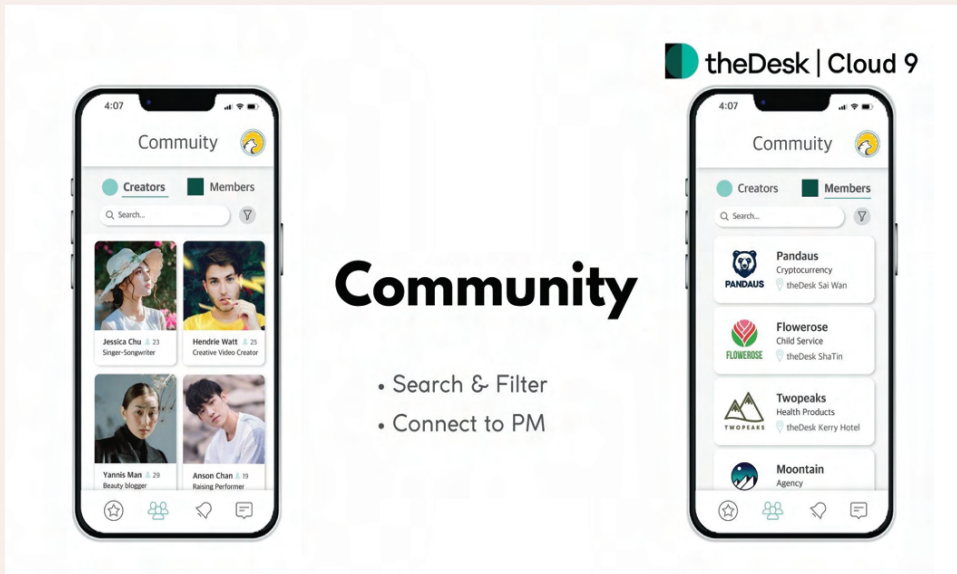 theDesk | Cloud 9
4:07
Commuity
Creators
Members
Search...
Jessica Chu 23
Singer-Songwriter
Hendrie Watt 25
Creative Video Creator
Yannis Man 29
Beauty blogger
Anson Chan 19
Raising Performer
Community
• Search & Filter
• Connect to PM
4:07
Commuity
Creators
Members
Search...
PANDAUS
Pandaus
Cryptocurrency
theDesk Sai Wan
FLOWEROSE
Flowerose
Child Service
theDesk ShaTin
TWOPEAKS
Twopeaks
Health Products
theDesk Kerry Hotel
Moontain
Agency